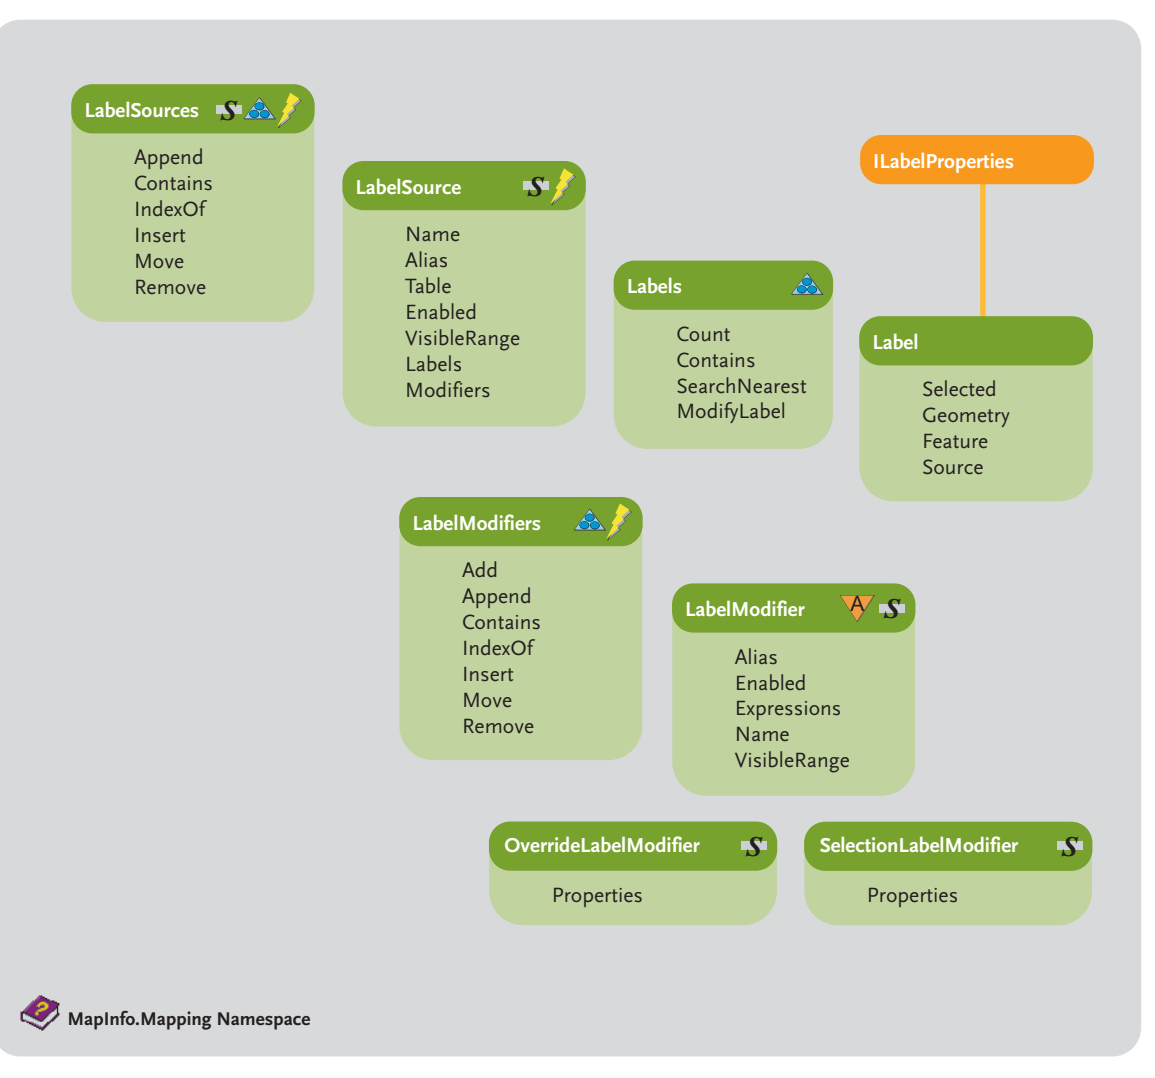 LabelSources S
Append
Contains
IndexOf
Insert
Move
Remove
LabelSource S
Name
Alias
Table
Enabled
VisibleRange
Labels
Modifiers
Labels
Count
Contains
SearchNearest
ModifyLabel
ILabelProperties
Label
Selected
Geometry
Feature
Source
LabelModifiers
Add
Append
Contains
IndexOf
Insert
Move
Remove
LabelModifier A S
Alias
Enabled
Expressions
Name
VisibleRange
OverrideLabelModifier S
Properties
SelectionLabelModifier S
Properties
? MapInfo.Mapping Namespace